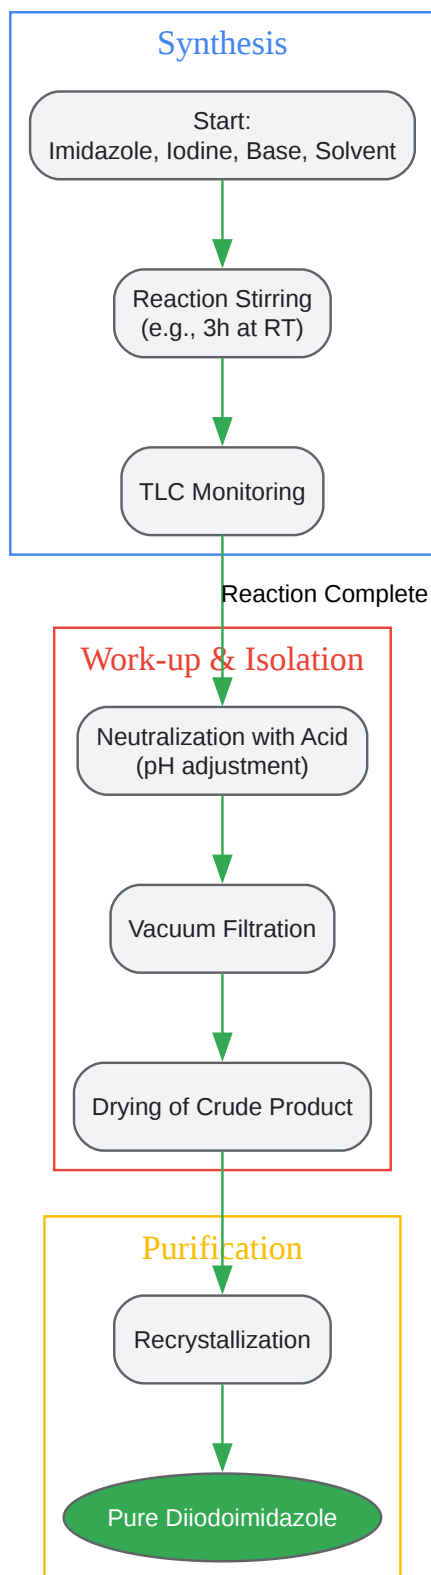 Synthesis
Start:
Imidazole, Iodine, Base, Solvent
Reaction Stirring
(e.g., 3h at RT)
TLC Monitoring
Reaction Complete
Work-up & Isolation
Neutralization with Acid
(pH adjustment)
Vacuum Filtration
Drying of Crude Product
Purification
Recrystallization
Pure Diiodoimidazole